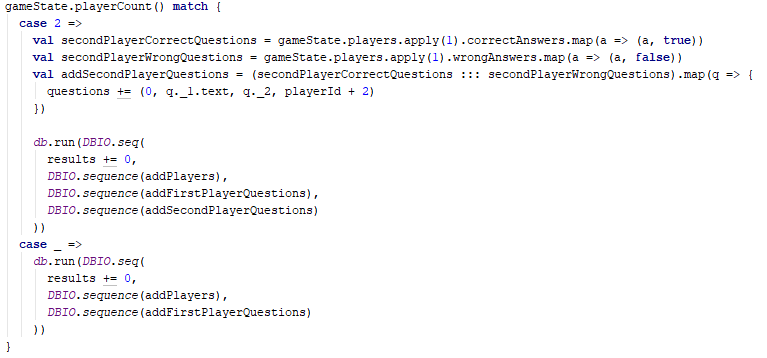 gameState.playerCount() match {
  case 2 =>
    val secondPlayerCorrectQuestions = gameState.players.apply(1).correctAnswers.map(a => (a, true))
    val secondPlayerWrongQuestions = gameState.players.apply(1).wrongAnswers.map(a => (a, false))
    val addSecondPlayerQuestions = (secondPlayerCorrectQuestions ::: secondPlayerWrongQuestions).map(q => {
      questions += (0, q._1.text, q._2, playerId + 2)
    })

    db.run(DBIO.seq(
      results += 0,
      DBIO.sequence(addPlayers),
      DBIO.sequence(addFirstPlayerQuestions),
      DBIO.sequence(addSecondPlayerQuestions)
    ))
  case _ =>
    db.run(DBIO.seq(
      results += 0,
      DBIO.sequence(addPlayers),
      DBIO.sequence(addFirstPlayerQuestions)
    ))
}